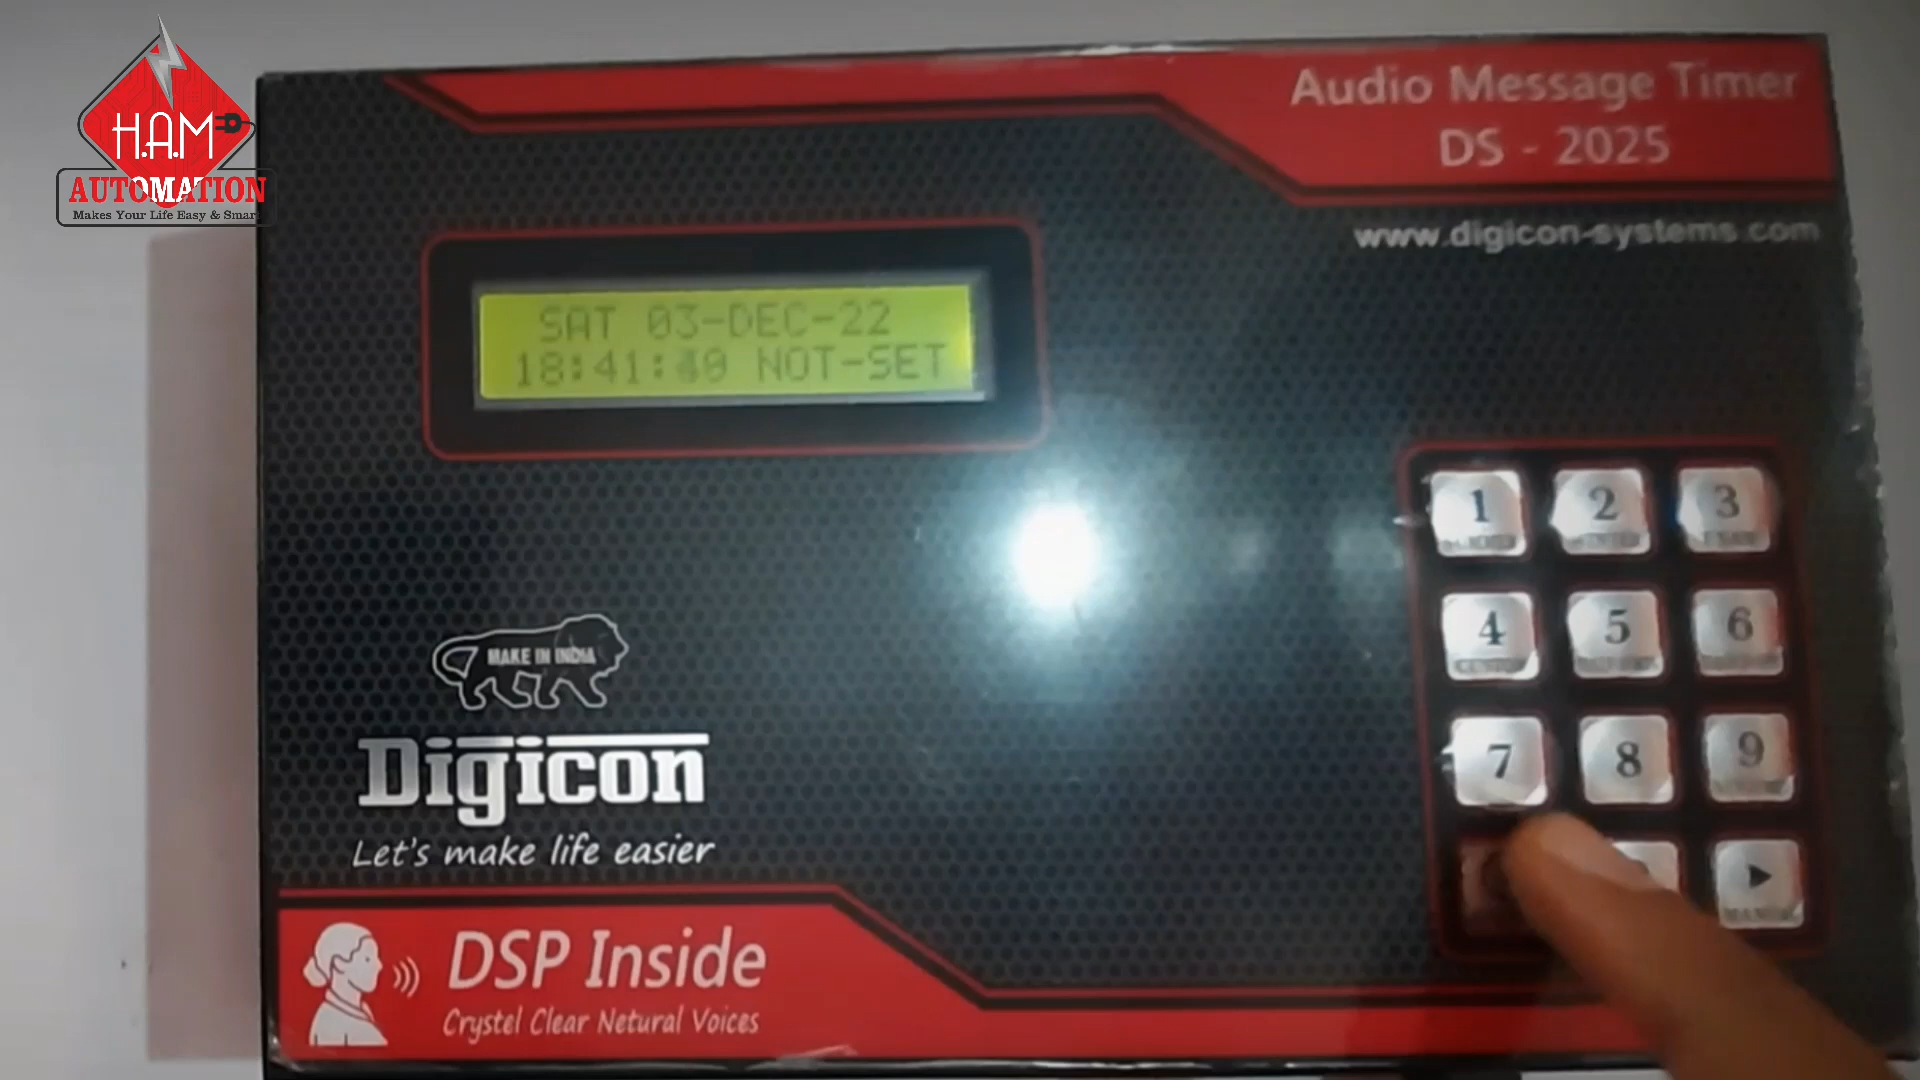 H.A.M
AUTOMATION
Makes Your Life Easy & Smart
Audio Message Timer
DS - 2025
www.digicon-systems.com
SAT 03-DEC-22
18:41: NOT-SET
1 2 3
4 5 6
7 8 9
MAKE IN INDIA
Digicon
Let's make life easier
DSP Inside
Crystel Clear Netural Voices